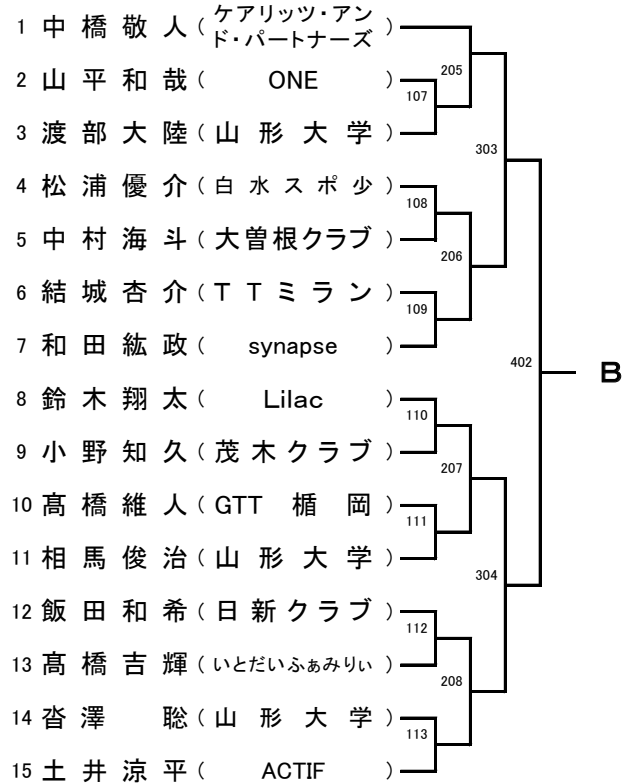 1 中橋敬人(ケアリッツ・アンド・パートナーズ)
205
2 山平和哉(ONE)
107
3 渡部大陸(山形大学)
303
4 松浦優介(白水スポ少)
108
5 中村海斗(大曽根クラブ)
206
6 結城杏介(TTミラン)
109
7 和田紘政(synapse)
402
B
8 鈴木翔太(Lilac)
110
9 小野知久(茂木クラブ)
207
10 髙橋維人(GTT 楯岡)
111
11 相馬俊治(山形大学)
304
12 飯田和希(日新クラブ)
112
13 髙橋吉輝(いとだいふぁみりぃ)
208
14 沓澤 聡(山形大学)
113
15 土井涼平(ACTIF)